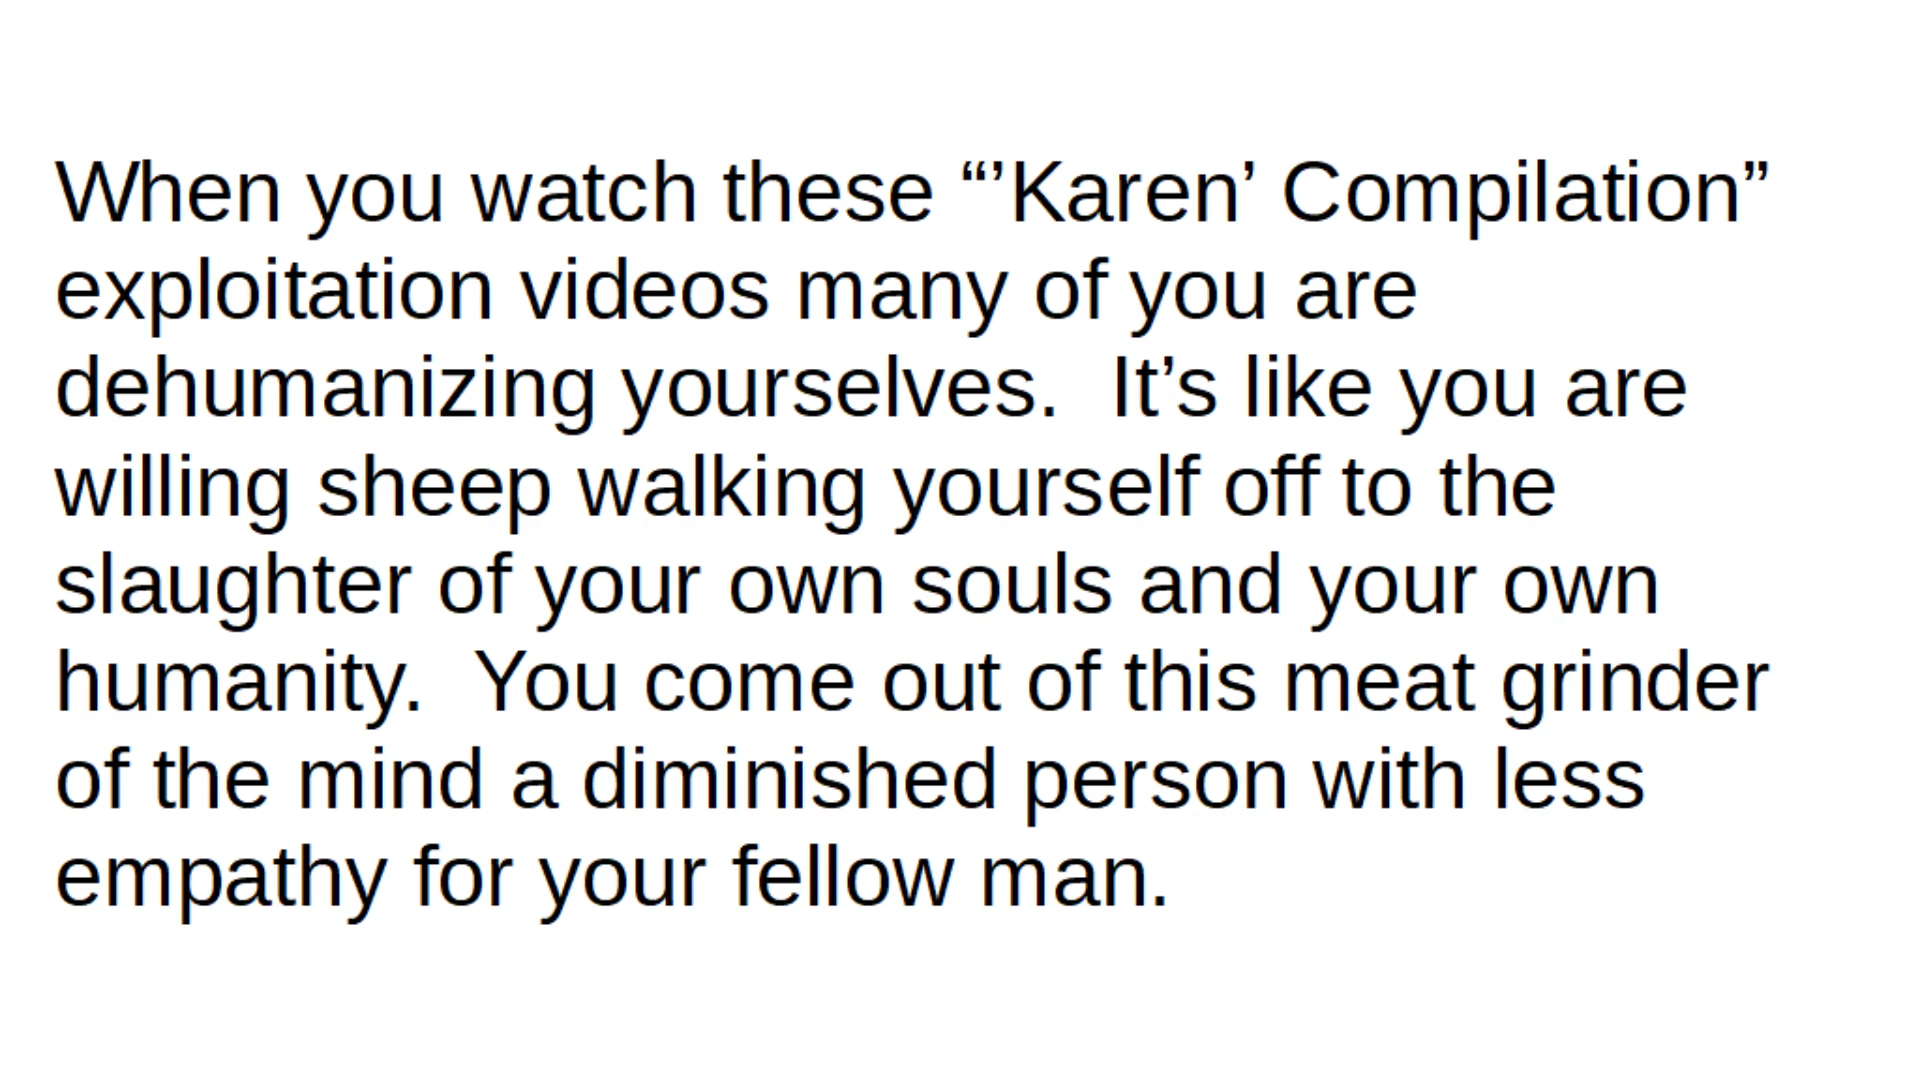 When you watch these “’Karen’ Compilation”
exploitation videos many of you are
dehumanizing yourselves.  It’s like you are
willing sheep walking yourself off to the
slaughter of your own souls and your own
humanity.  You come out of this meat grinder
of the mind a diminished person with less
empathy for your fellow man.